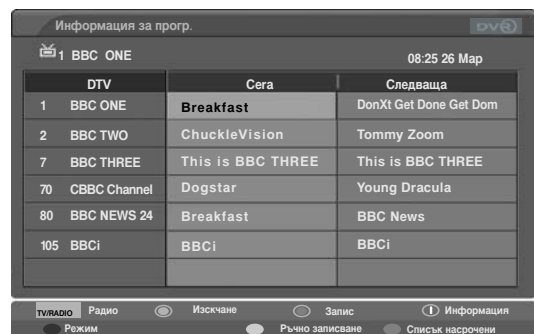 Информация за прогр.
DVR
1 BBC ONE
08:25 26 Мар
DTV Сега Следваща
1 BBC ONE Breakfast DonXt Get Done Get Dom
2 BBC TWO ChuckleVision Tommy Zoom
7 BBC THREE This is BBC THREE This is BBC THREE
70 CBBC Channel Dogstar Young Dracula
80 BBC NEWS 24 Breakfast BBC News
105 BBCi BBCi BBCi
TV/RADIO Радио Изскчане Запис Информация
Режим Ръчно записване Списък насрочени